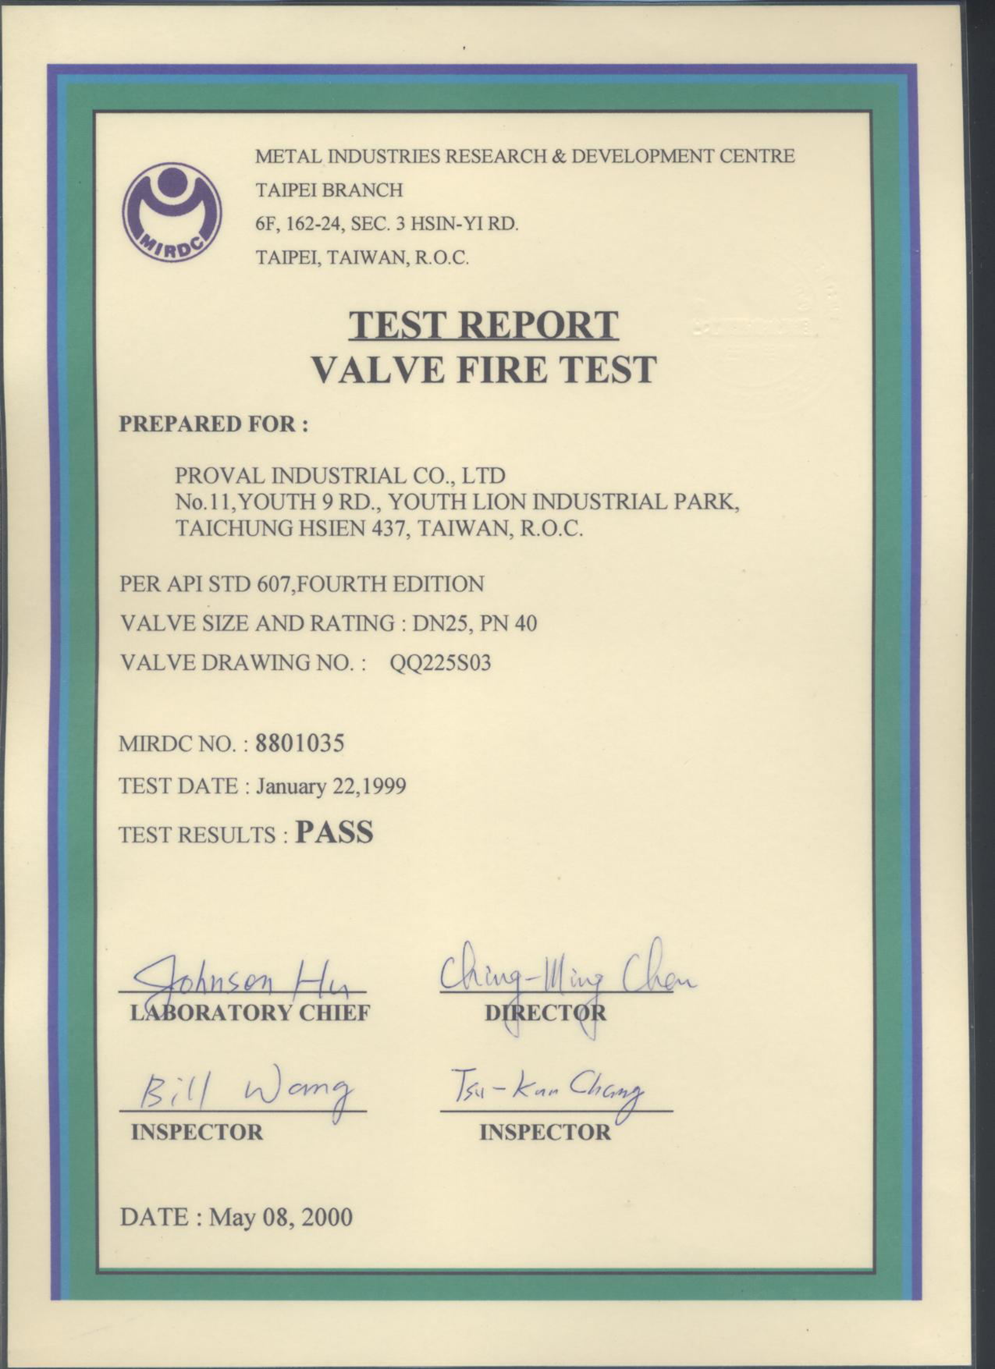 MIRDC
METAL INDUSTRIES RESEARCH & DEVELOPMENT CENTRE
TAIPEI BRANCH
6F, 162-24, SEC. 3 HSIN-YI RD.
TAIPEI, TAIWAN, R.O.C.
TEST REPORT
VALVE FIRE TEST
PREPARED FOR :
PROVAL INDUSTRIAL CO., LTD
No.11,YOUTH 9 RD., YOUTH LION INDUSTRIAL PARK,
TAICHUNG HSIEN 437, TAIWAN, R.O.C.
PER API STD 607,FOURTH EDITION
VALVE SIZE AND RATING : DN25, PN 40
VALVE DRAWING NO. : QQ225S03
MIRDC NO. : 8801035
TEST DATE : January 22,1999
TEST RESULTS : PASS
Johnson Hu
LABORATORY CHIEF
Ching-Ming Chen
DIRECTOR
Bill Wang
INSPECTOR
Tsu-Kun Chang
INSPECTOR
DATE : May 08, 2000